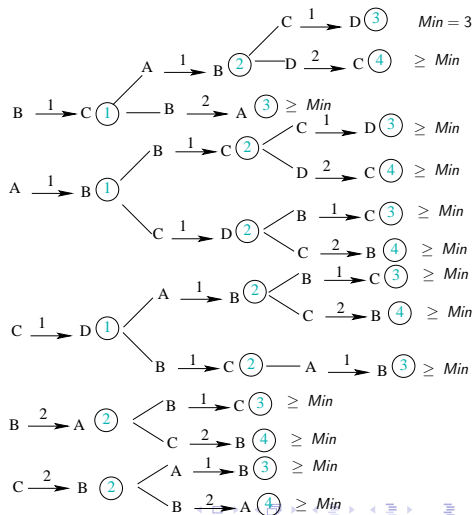 C 1 D 3 Min = 3
A 1 B 2 D 2 C 4 ≥ Min
B 1 C 1 B 2 A 3 ≥ Min
B 1 C 2 C 1 D 3 ≥ Min
D 2 C 4 ≥ Min
A 1 B 1
C 1 D 2 B 1 C 3 ≥ Min
C 2 B 4 ≥ Min
A 1 B 2 B 1 C 3 ≥ Min
C 2 B 4 ≥ Min
C 1 D 1
B 1 C 2 A 1 B 3 ≥ Min
B 2 A 2 B 1 C 3 ≥ Min
C 2 B 4 ≥ Min
C 2 B 2 A 1 B 3 ≥ Min
B 2 A 4 ≥ Min